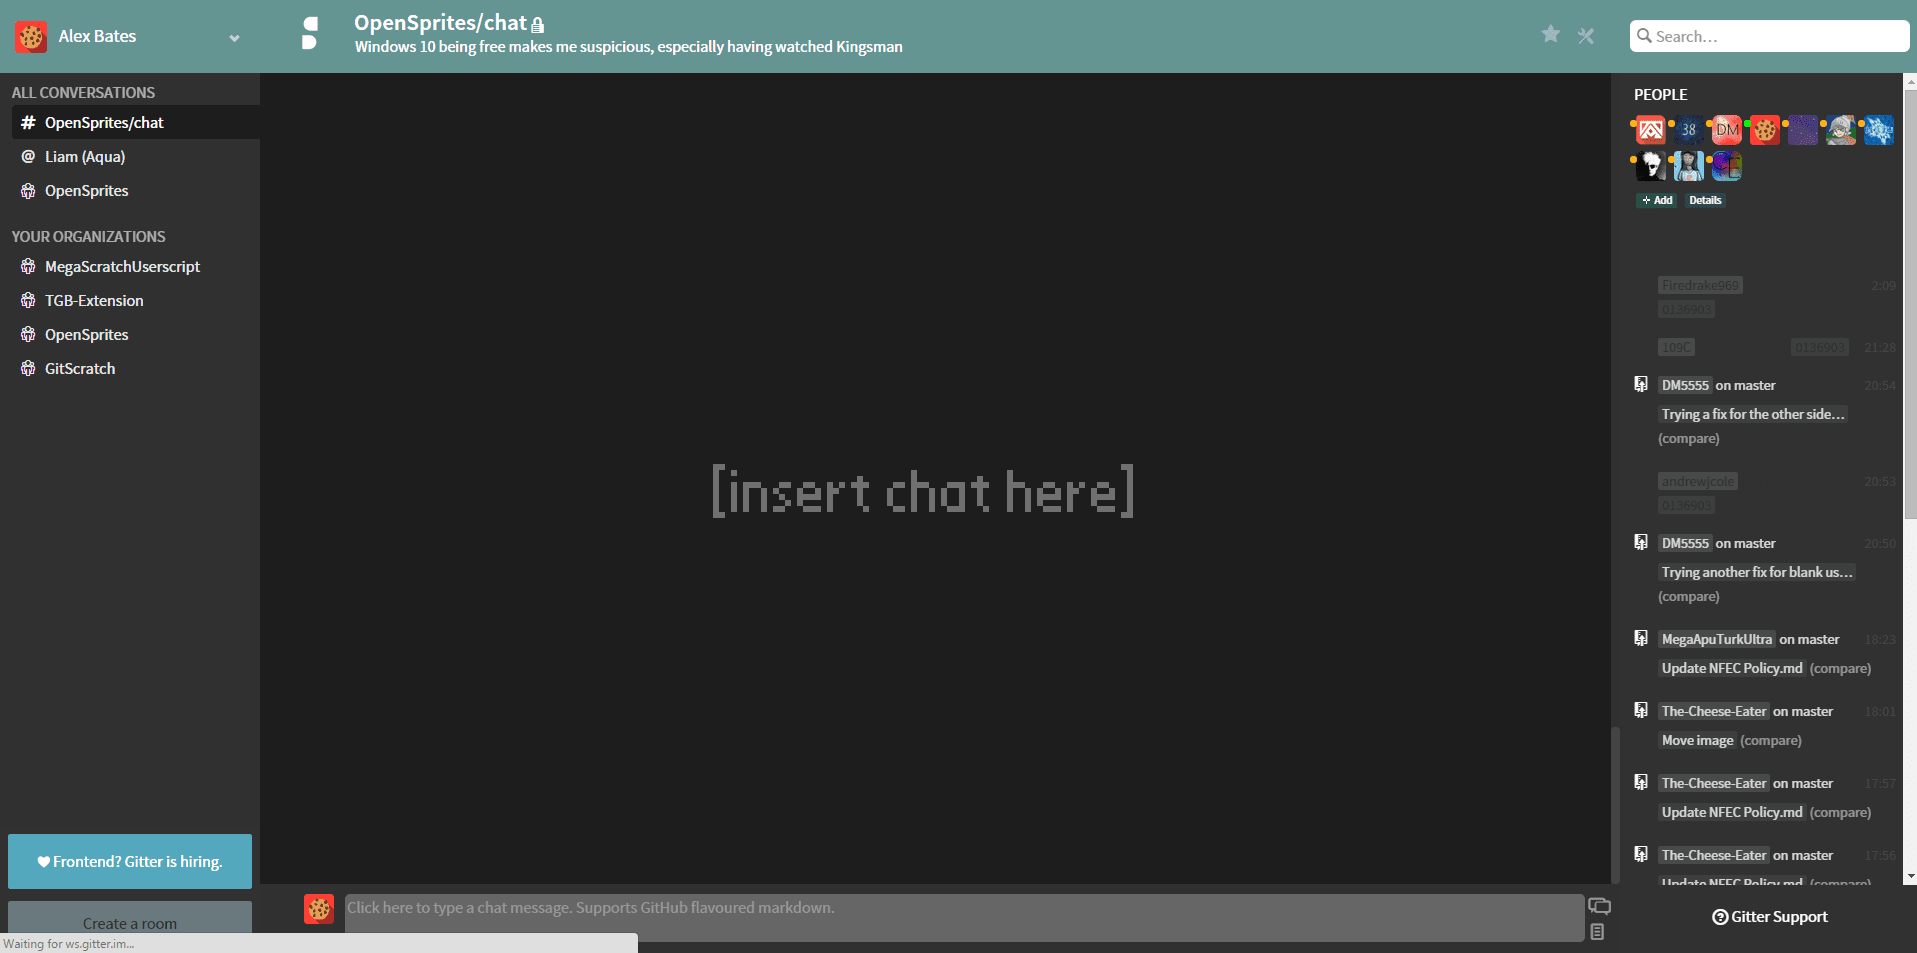 Alex Bates
OpenSprites/chat
Windows 10 being free makes me suspicious, especially having watched Kingsman
Search...
ALL CONVERSATIONS
# OpenSprites/chat
@ Liam (Aqua)
OpenSprites
YOUR ORGANIZATIONS
MegaScratchUserscript
TGB-Extension
OpenSprites
GitScratch
Frontend? Gitter is hiring.
Create a room
Waiting for ws.gitter.im...
[insert chat here]
Click here to type a chat message. Supports GitHub flavoured markdown.
PEOPLE
38 DM
+ Add Details
Firedrake969 2:09
0136903
109C 0136903 21:28
DM5555 on master 20:54
Trying a fix for the other side...
(compare)
andrewjcole 20:53
0136903
DM5555 on master 20:50
Trying another fix for blank us...
(compare)
MegaApuTurkUltra on master 18:23
Update NFEC Policy.md (compare)
The-Cheese-Eater on master 18:01
Move image (compare)
The-Cheese-Eater on master 17:57
Update NFEC Policy.md (compare)
The-Cheese-Eater on master 17:56
Update NFEC Policy.md (compare)
Gitter Support